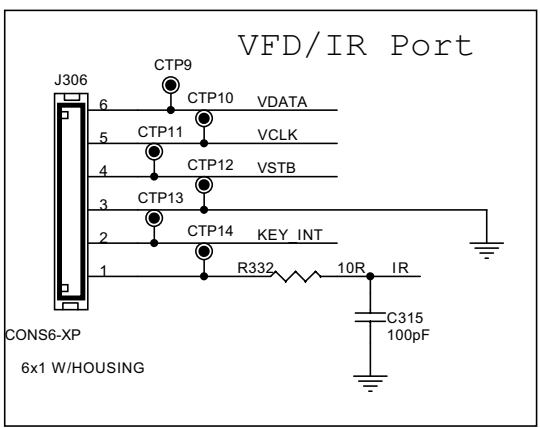 VFD/IR Port
CTP9
J306
6
CTP10
VDATA
5
CTP11
VCLK
4
CTP12
VSTB
3
CTP13
2
CTP14
KEY_INT
1
R332
10R
IR
C315
100pF
CONS6-XP
6x1 W/HOUSING